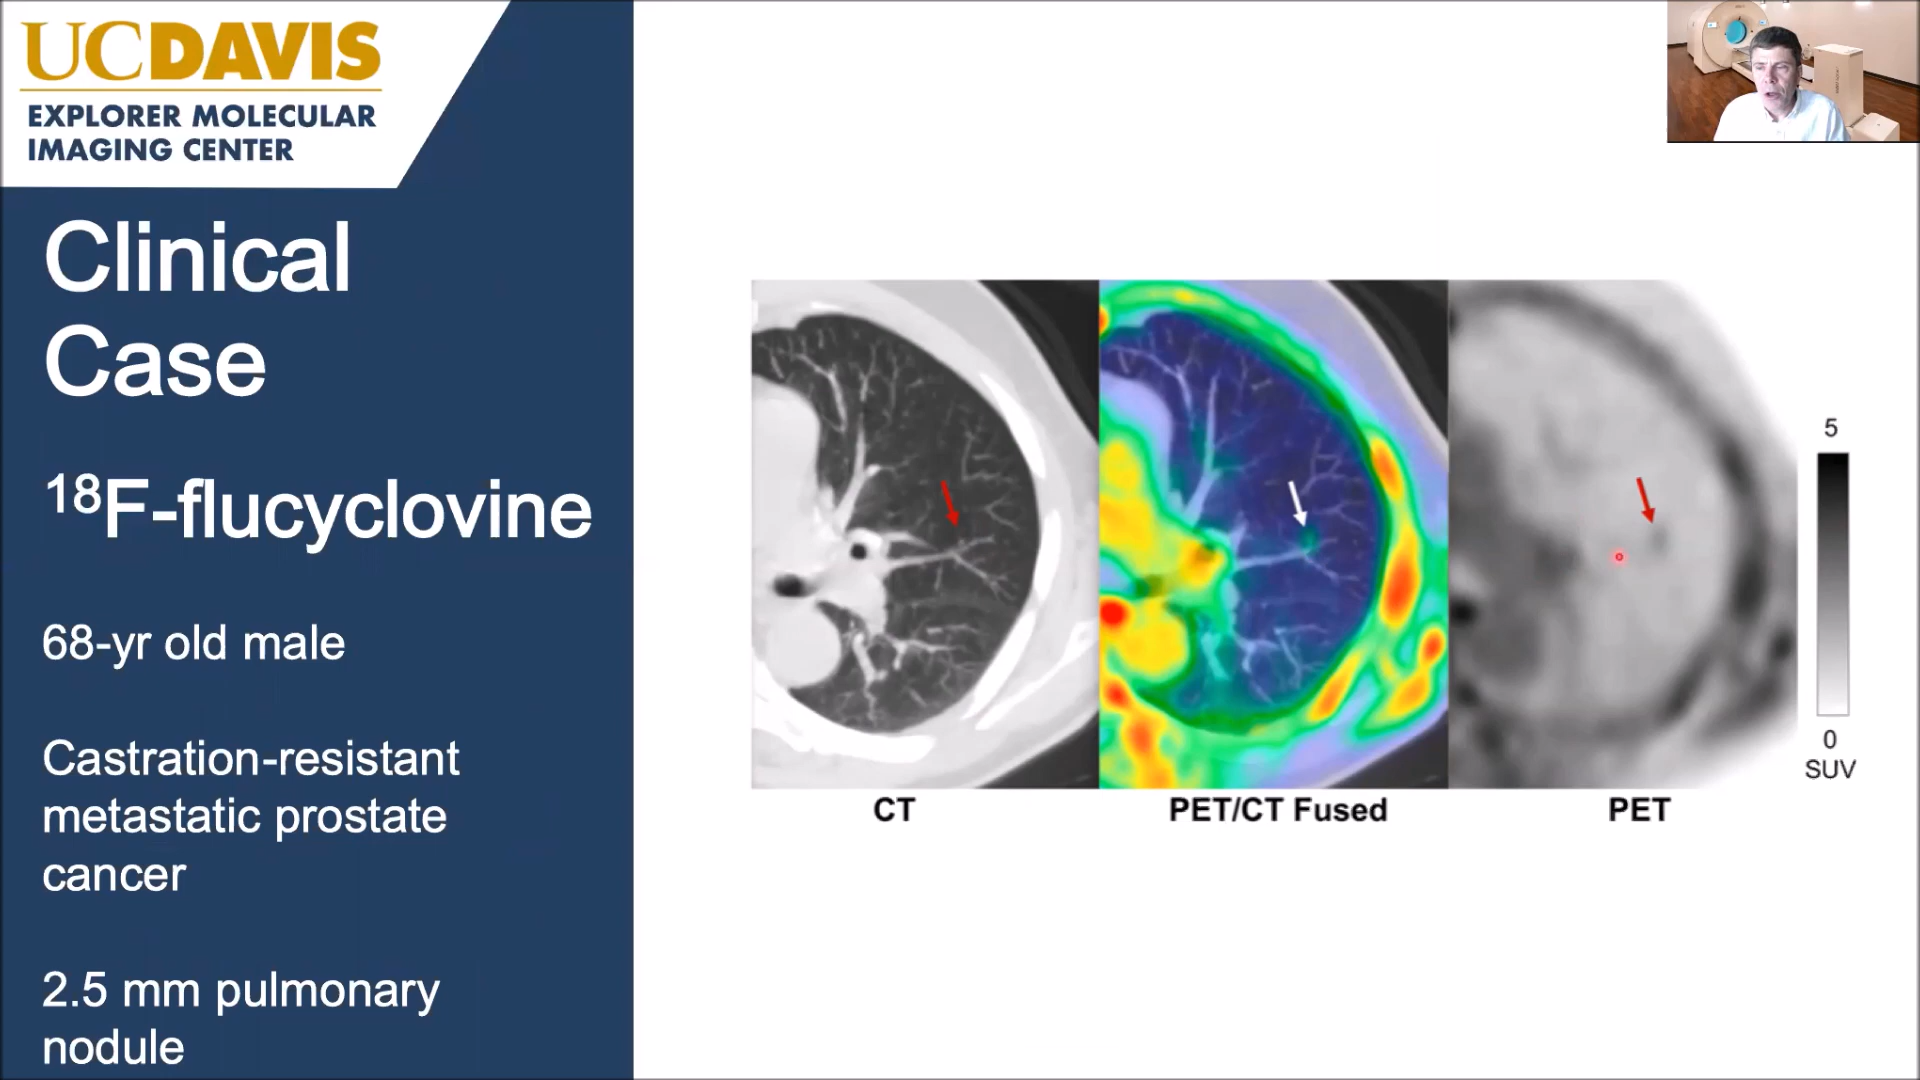 UCDAVIS
EXPLORER MOLECULAR
IMAGING CENTER
Clinical
Case
¹⁸F-flucyclovine
68-yr old male
Castration-resistant
metastatic prostate
cancer
2.5 mm pulmonary
nodule
CT
PET/CT Fused
PET
5
0
SUV